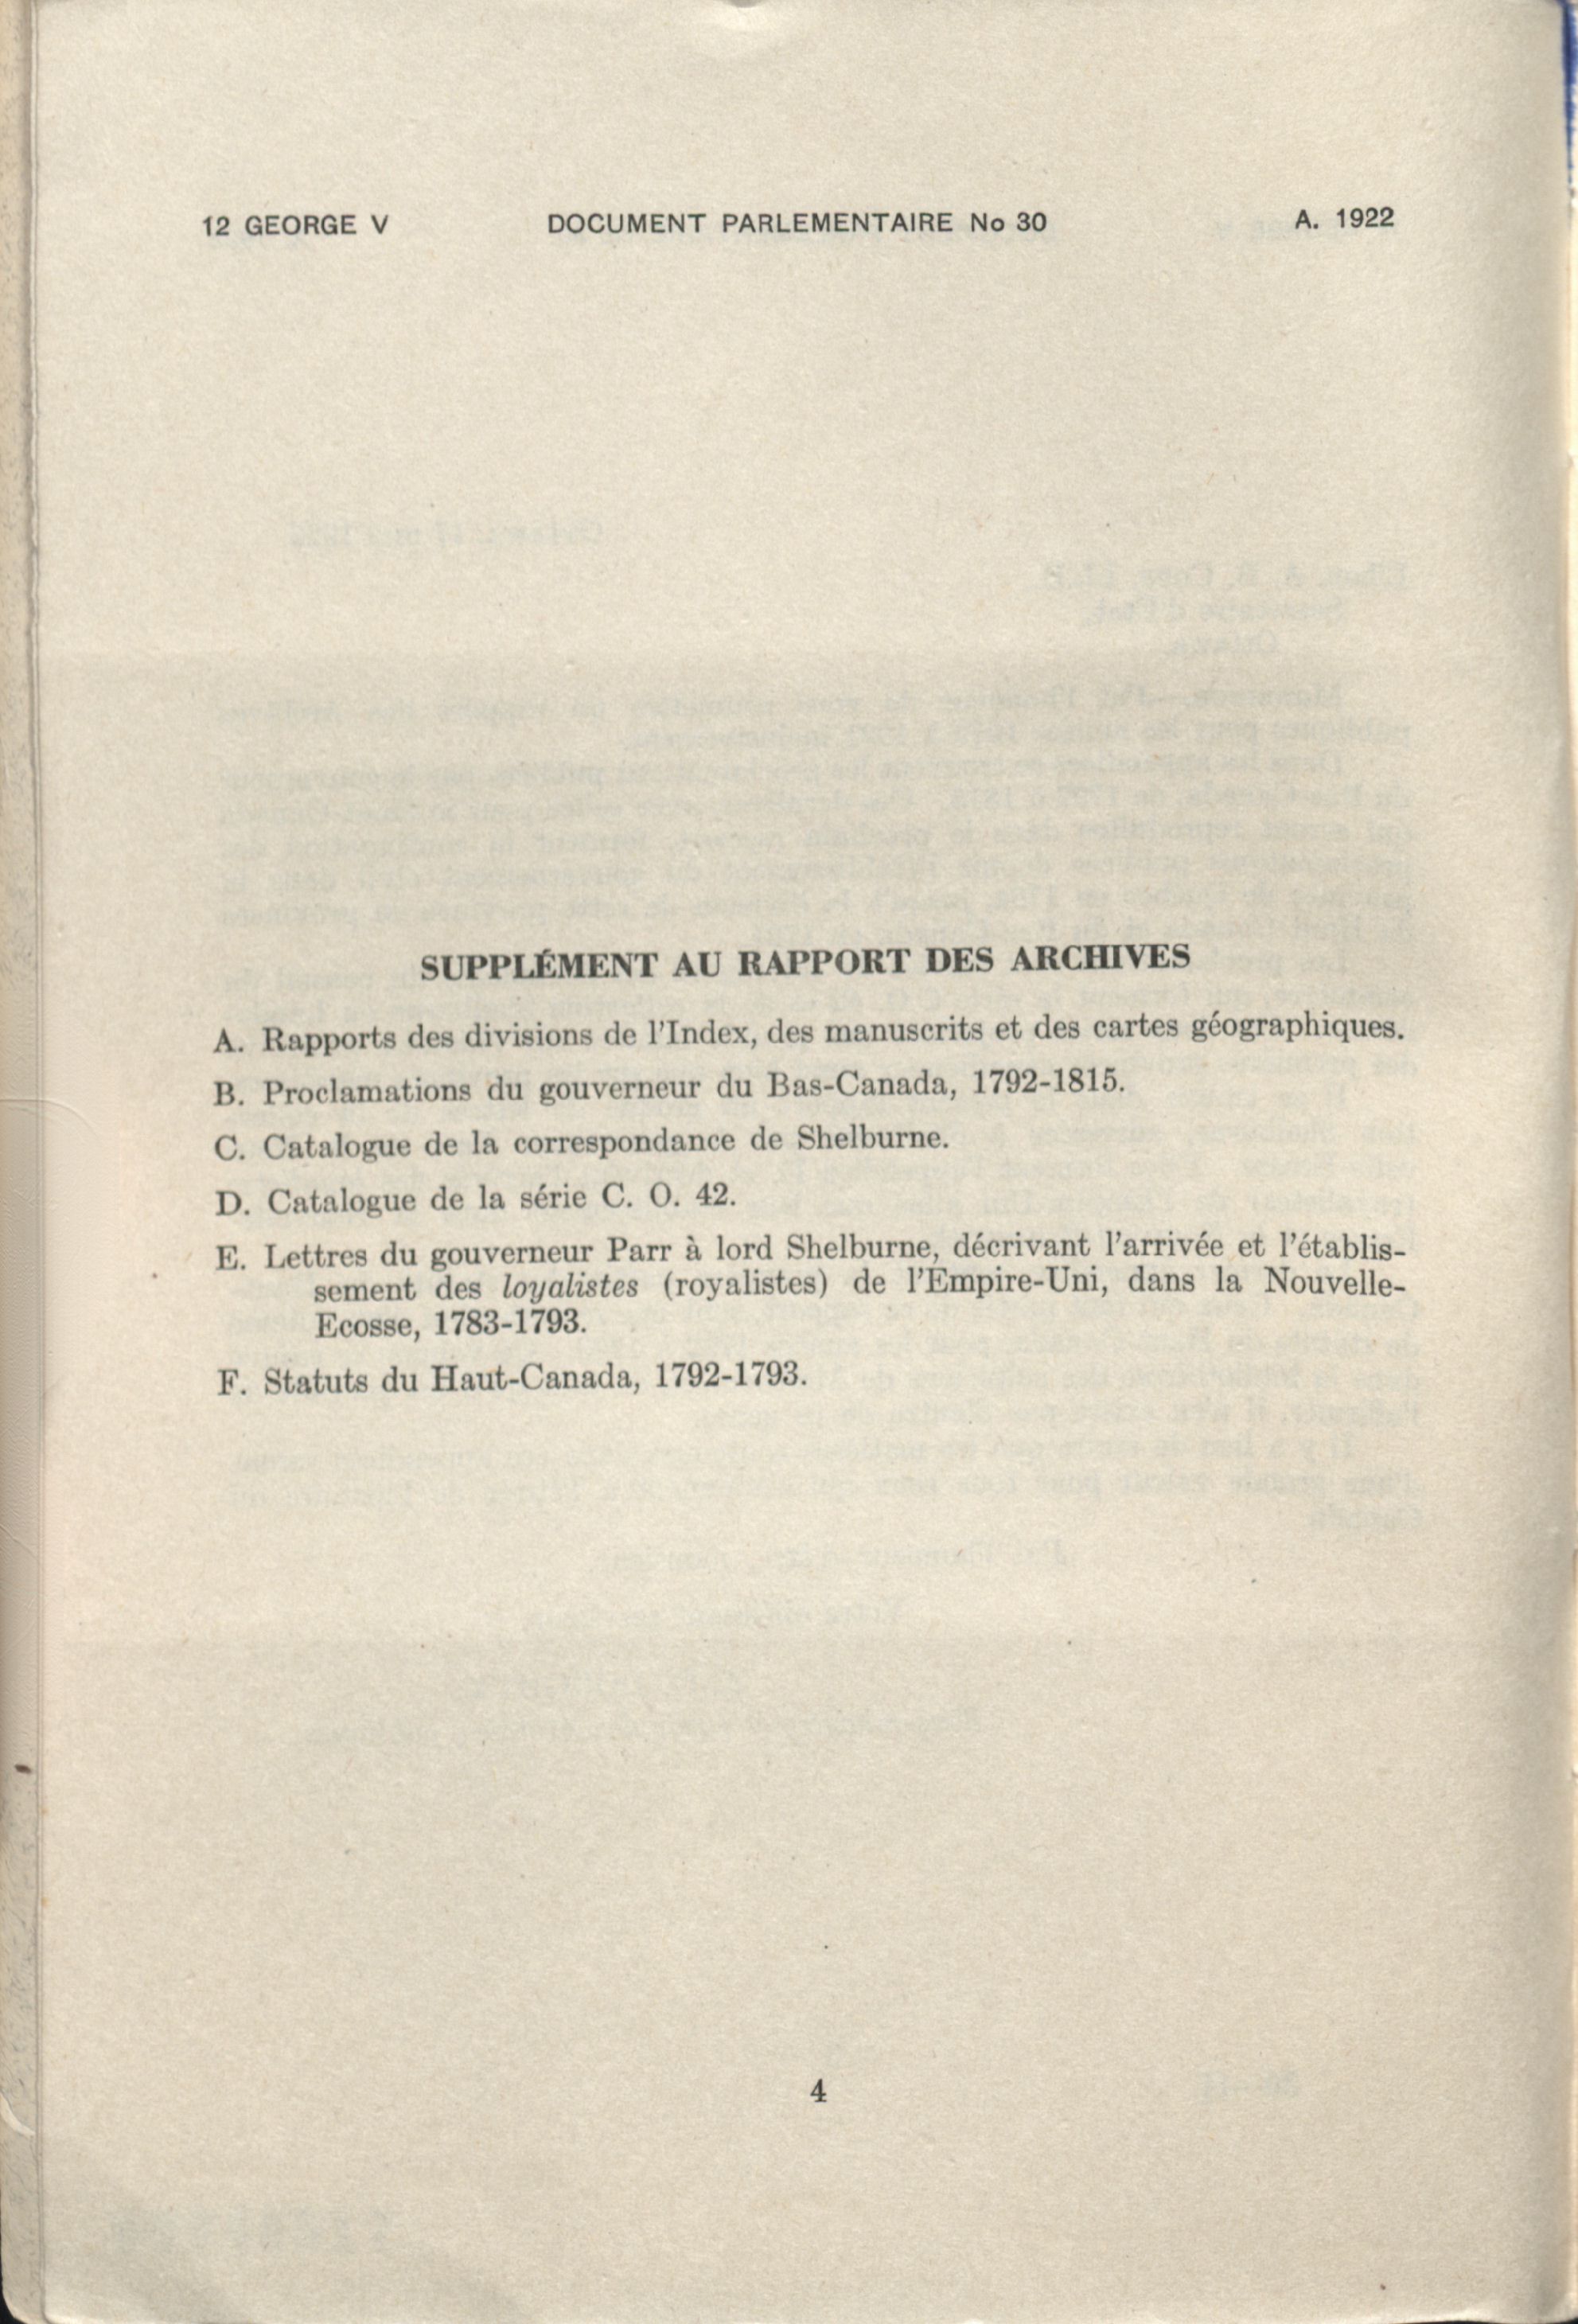 12 GEORGE V DOCUMENT PARLEMENTAIRE No 30 A. 1922
SUPPLÉMENT AU RAPPORT DES ARCHIVES
A. Rapports des divisions de l'Index, des manuscrits et des cartes géographiques.
B. Proclamations du gouverneur du Bas-Canada, 1792-1815.
C. Catalogue de la correspondance de Shelburne.
D. Catalogue de la série C. O. 42.
E. Lettres du gouverneur Parr à lord Shelburne, décrivant l'arrivée et l'établis-
sement des loyalistes (royalistes) de l'Empire-Uni, dans la Nouvelle-
Ecosse, 1783-1793.
F. Statuts du Haut-Canada, 1792-1793.
4